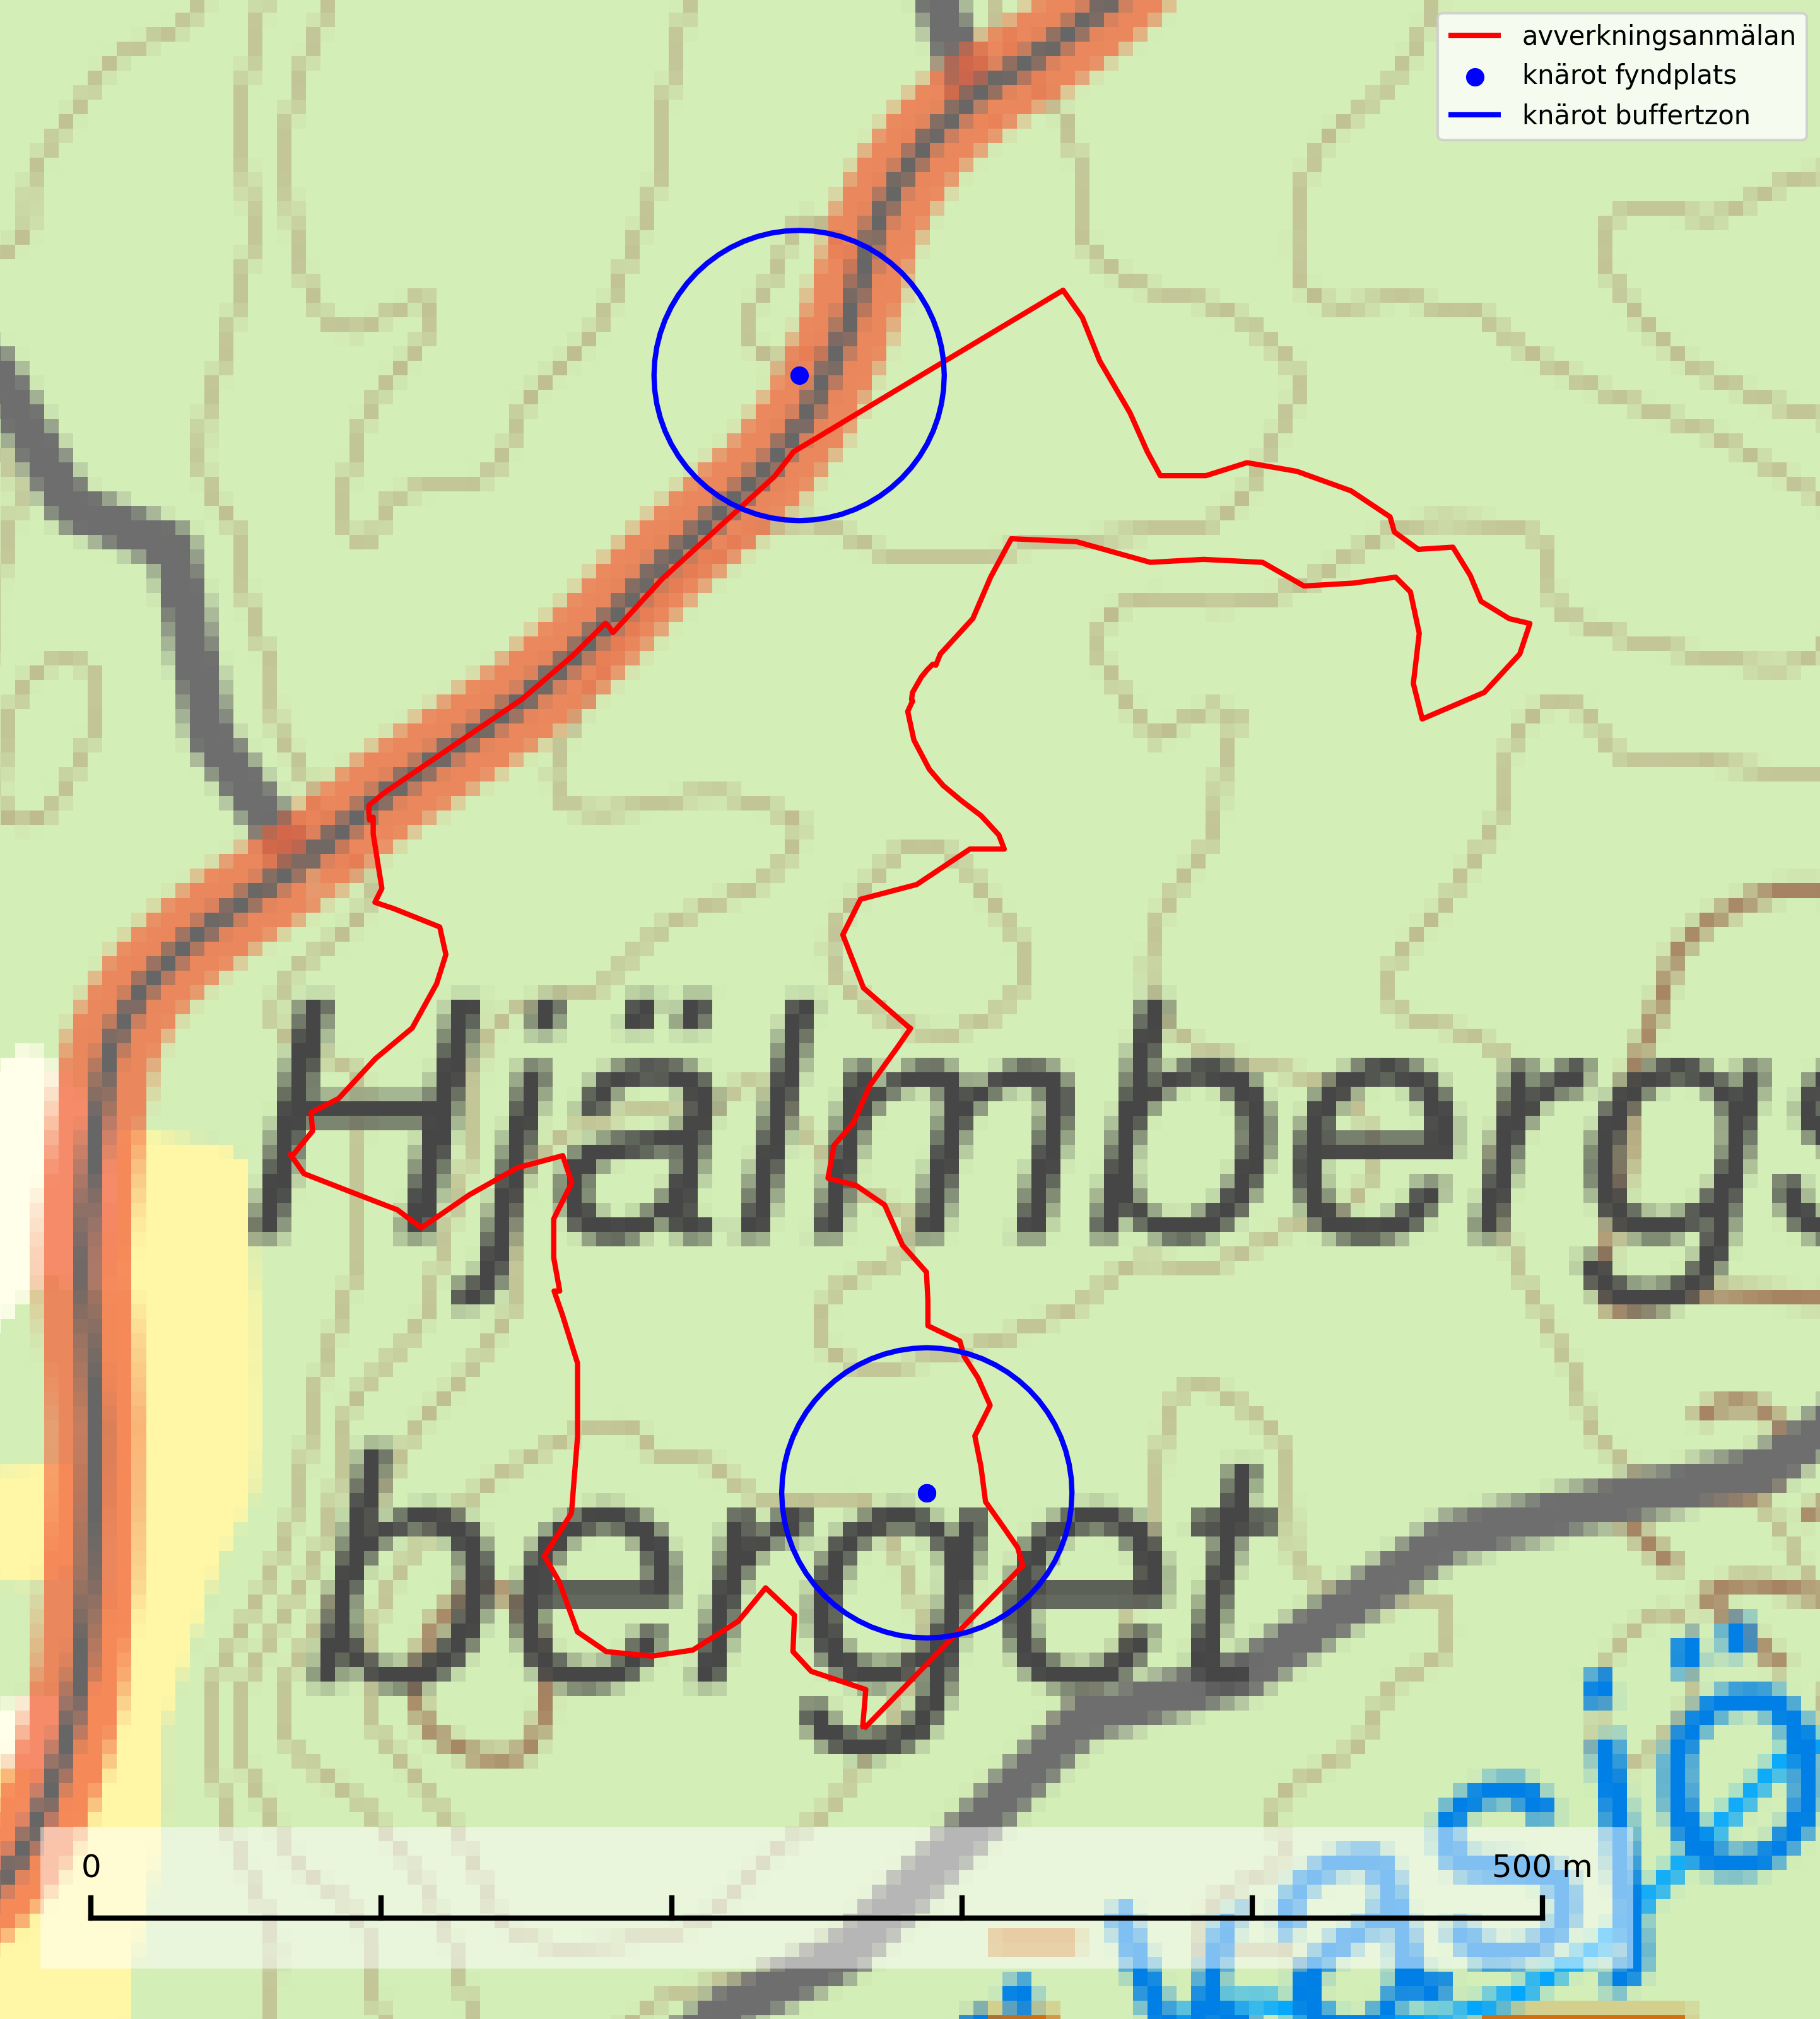 avverkningsanmälan
knärot fyndplats
knärot buffertzon
Hjälmbergs
berget
0
500 m